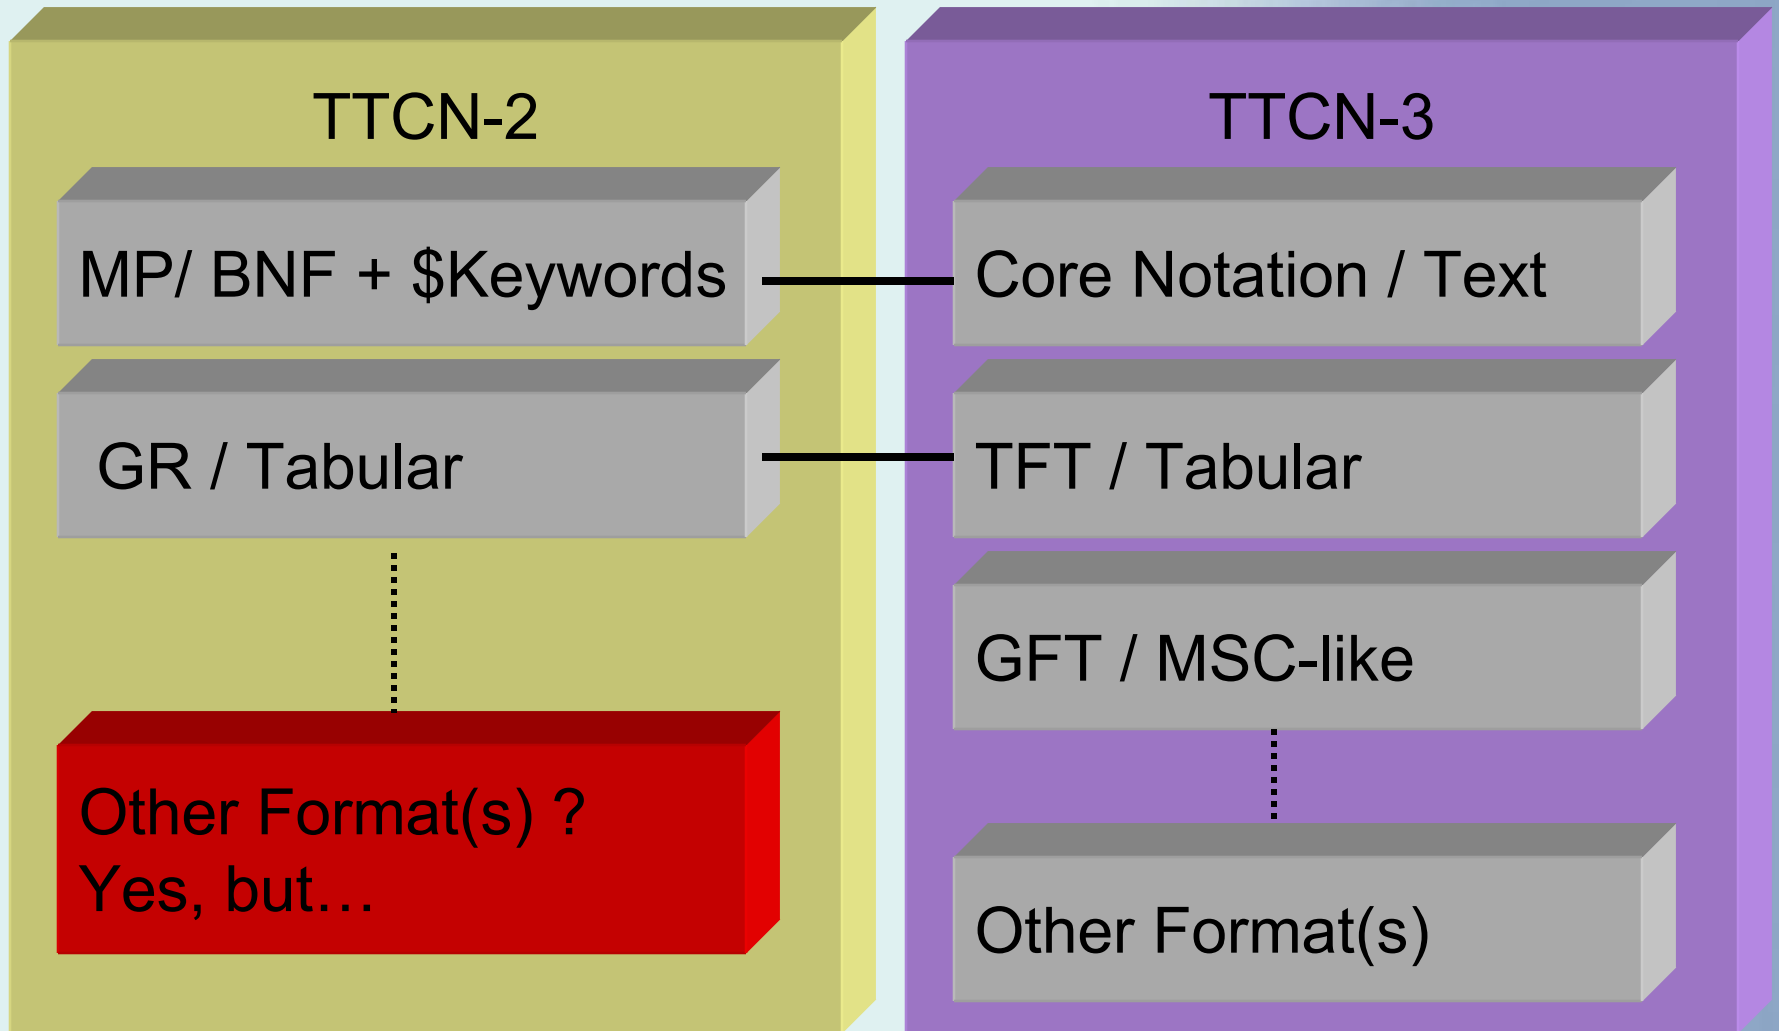 TTCN-2
MP/ BNF + $Keywords
GR / Tabular
Other Format(s) ?
Yes, but…
TTCN-3
Core Notation / Text
TFT / Tabular
GFT / MSC-like
Other Format(s)